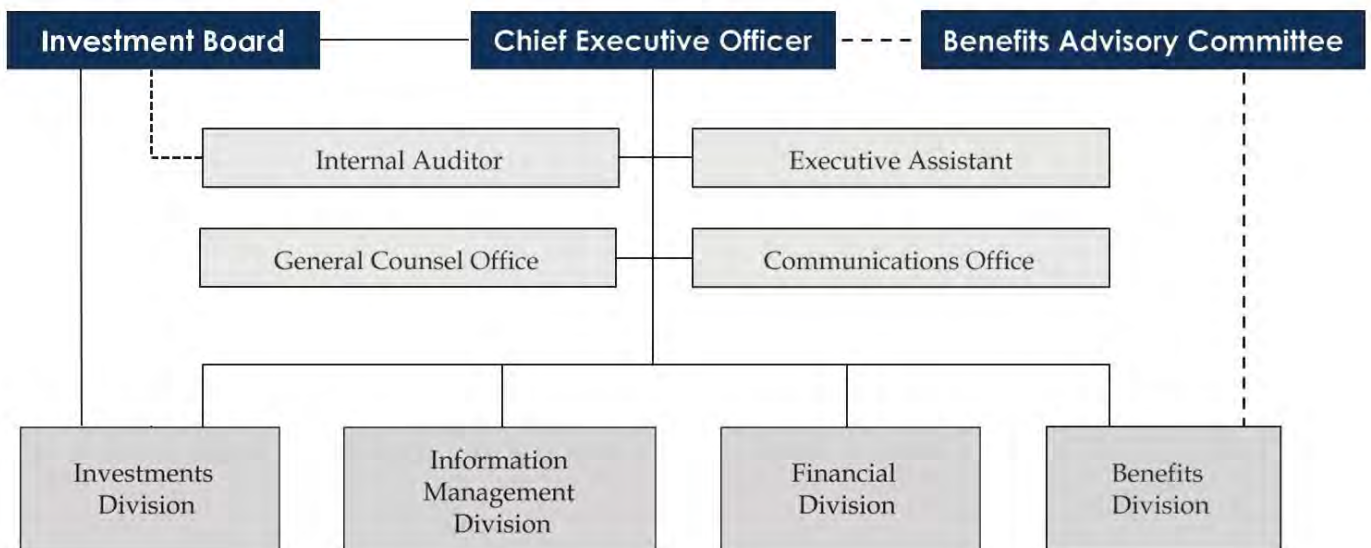 Investment Board
Chief Executive Officer
Benefits Advisory Committee
Internal Auditor
Executive Assistant
General Counsel Office
Communications Office
Investments
Division
Information
Management
Division
Financial
Division
Benefits
Division